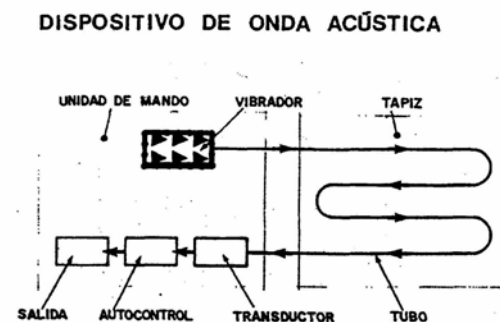 DISPOSITIVO DE ONDA ACÚSTICA
UNIDAD DE MANDO
VIBRADOR
TAPIZ
SALIDA
AUTOCONTROL
TRANSDUCTOR
TUBO